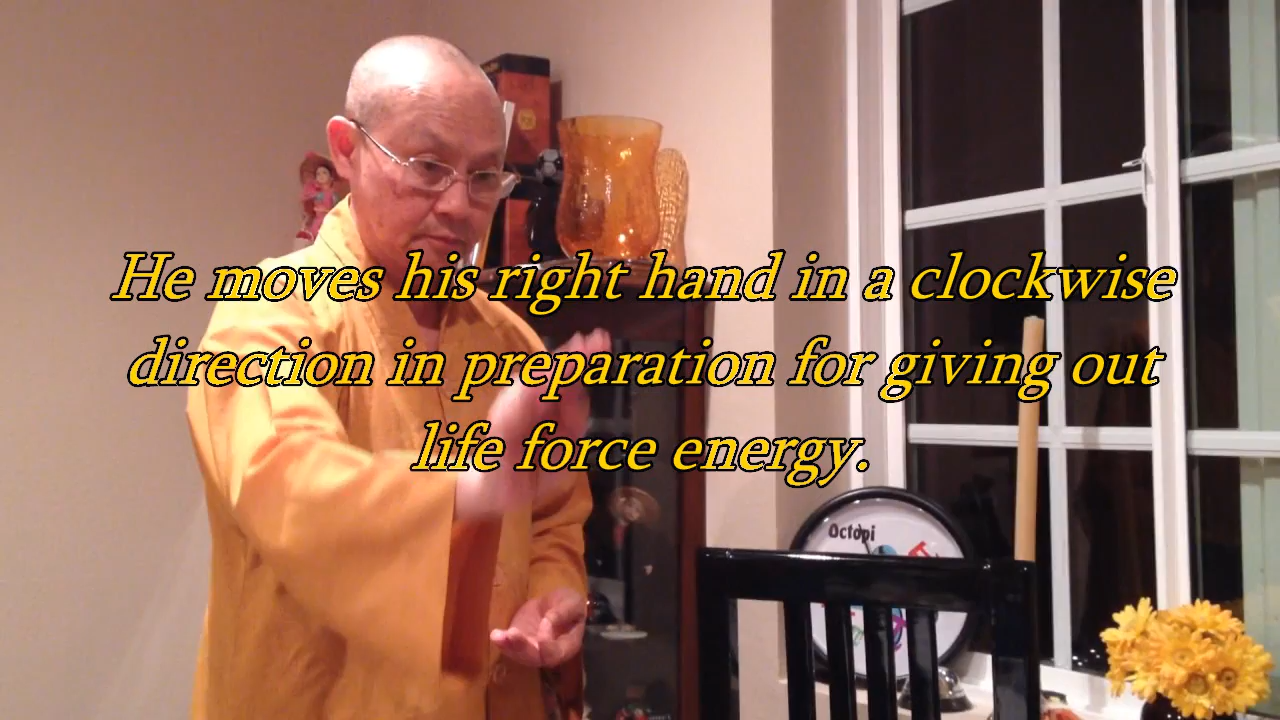 He moves his right hand in a clockwise
direction in preparation for giving out
life force energy.
Octopi